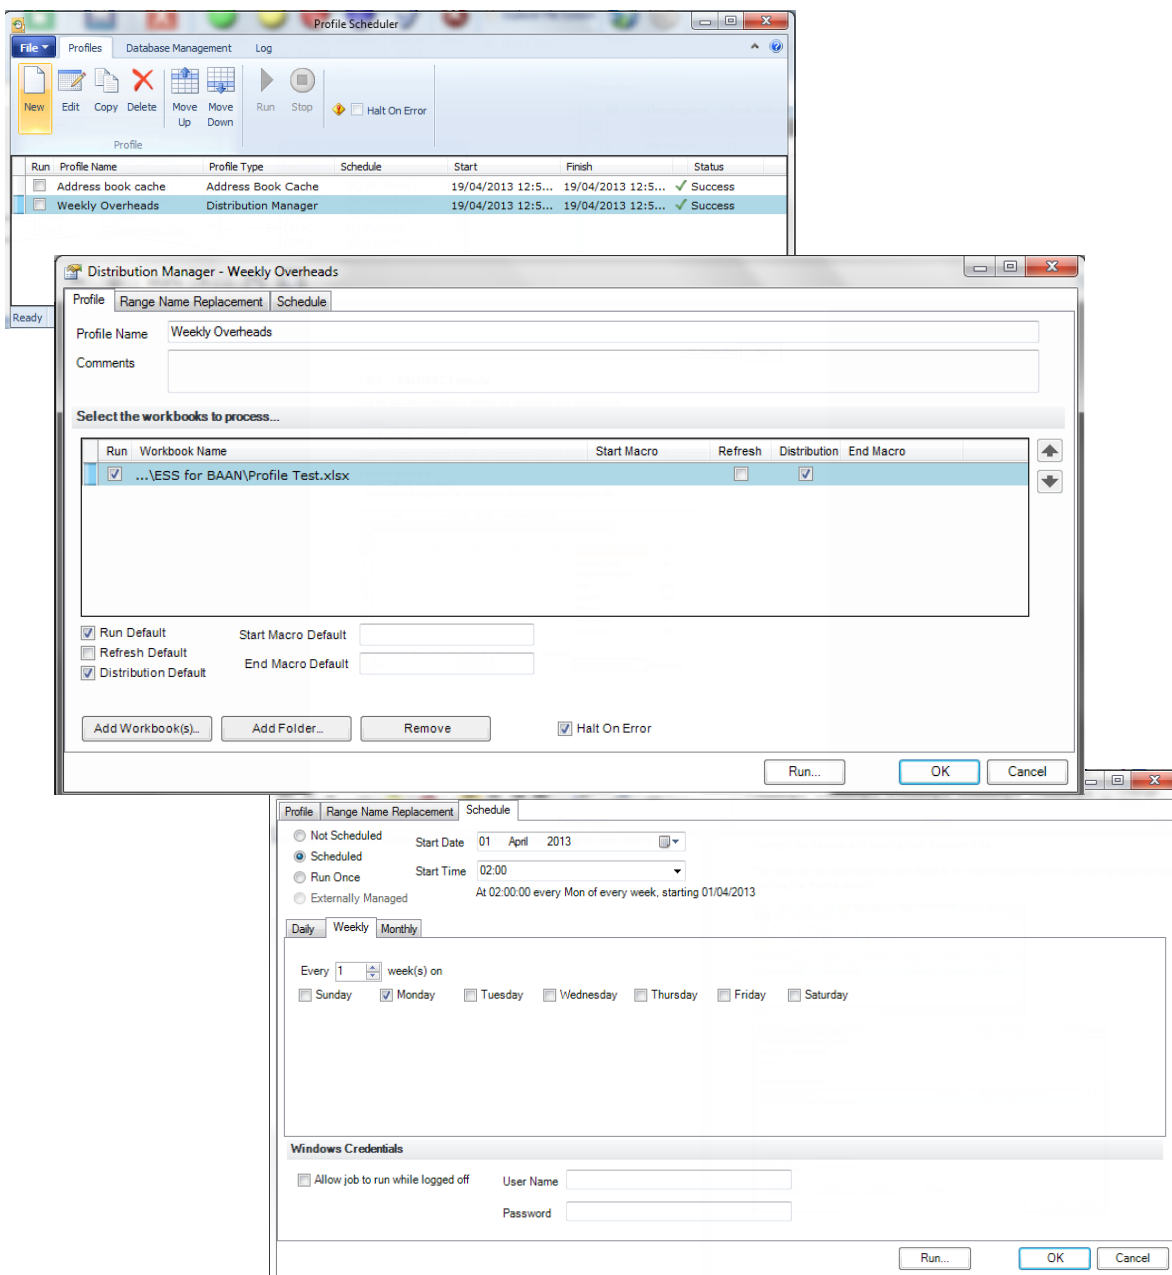 Profile Scheduler
File Profiles Database Management Log
New Edit Copy Delete Move Up Move Down Run Stop Halt On Error
Profile
Run Profile Name Profile Type Schedule Start Finish Status
Address book cache Address Book Cache 19/04/2013 12:5... 19/04/2013 12:5... Success
Weekly Overheads Distribution Manager 19/04/2013 12:5... 19/04/2013 12:5... Success
Ready
Distribution Manager - Weekly Overheads
Profile Range Name Replacement Schedule
Profile Name Weekly Overheads
Comments
Select the workbooks to process...
Run Workbook Name Start Macro Refresh Distribution End Macro
...\ESS for BAAN\Profile Test.xlsx
Run Default Start Macro Default
Refresh Default
End Macro Default
Distribution Default
Add Workbook(s)... Add Folder... Remove Halt On Error
Run... OK Cancel
Profile Range Name Replacement Schedule
Not Scheduled Start Date 01 April 2013
Scheduled
Run Once Start Time 02:00
Externally Managed At 02:00:00 every Mon of every week, starting 01/04/2013
Daily Weekly Monthly
Every 1 week(s) on
Sunday Monday Tuesday Wednesday Thursday Friday Saturday
Windows Credentials
Allow job to run while logged off User Name
Password
Run... OK Cancel